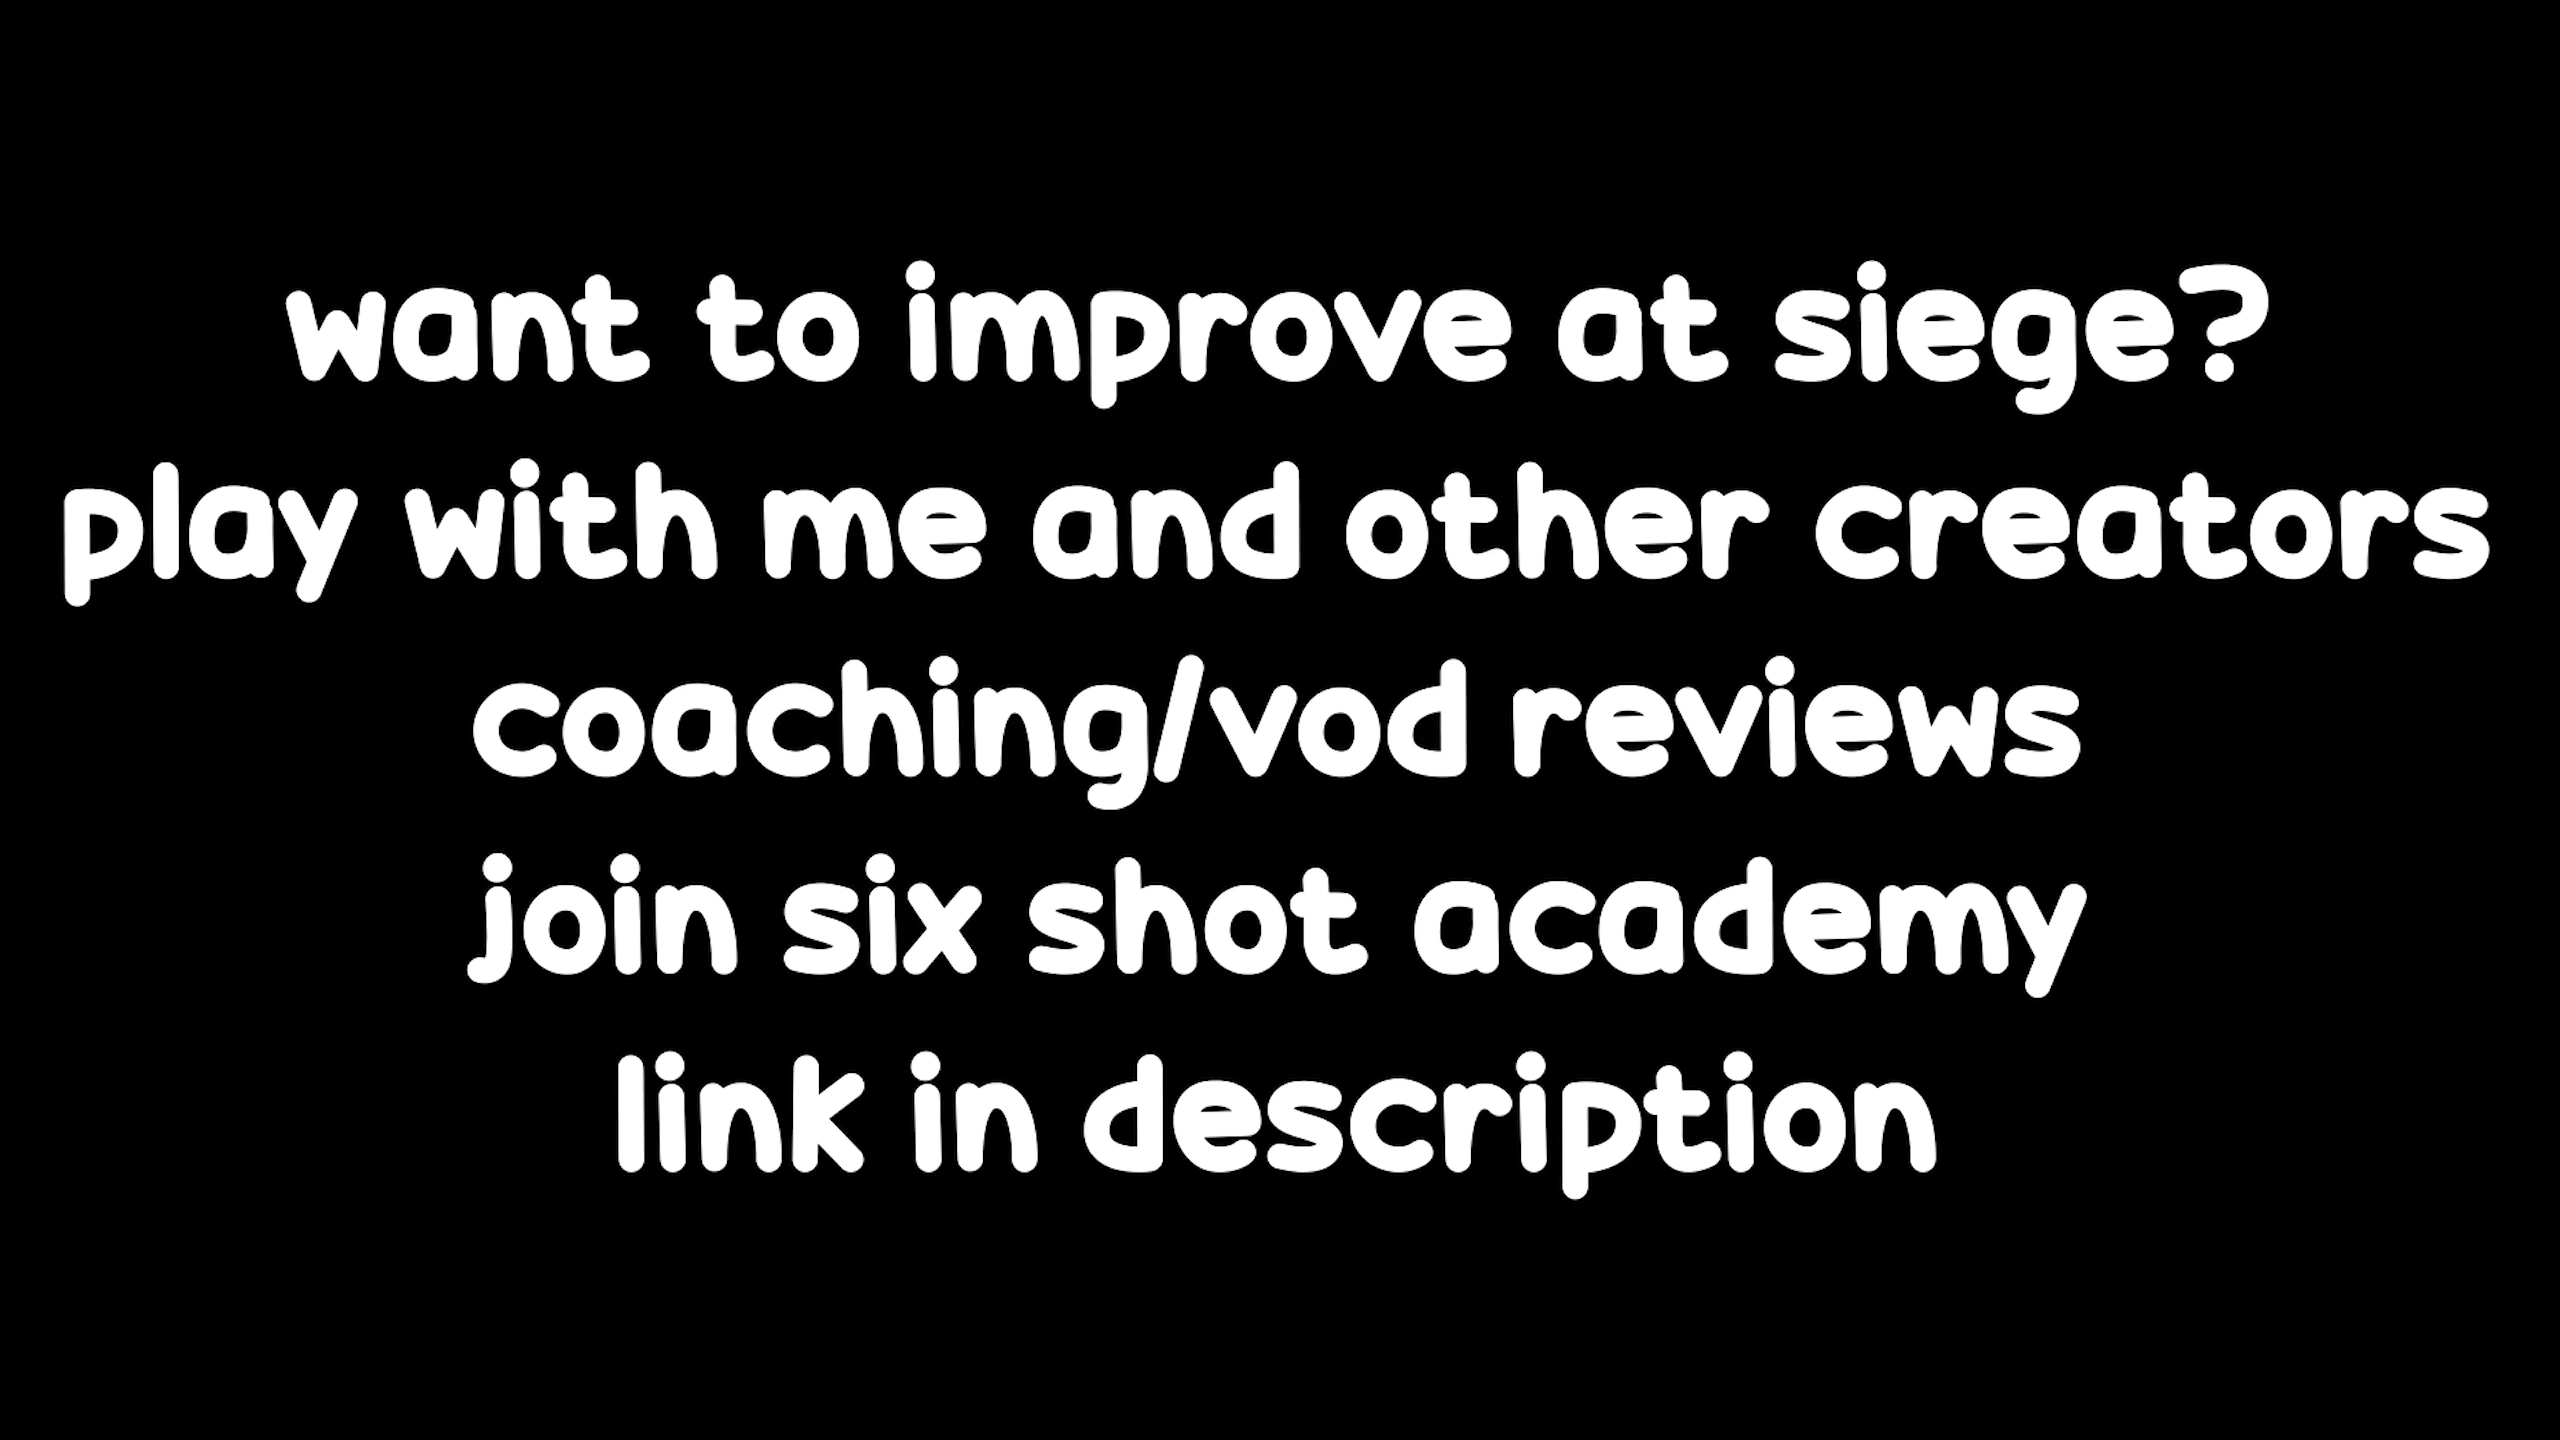 want to improve at siege?
play with me and other creators
coaching/vod reviews
join six shot academy
link in description